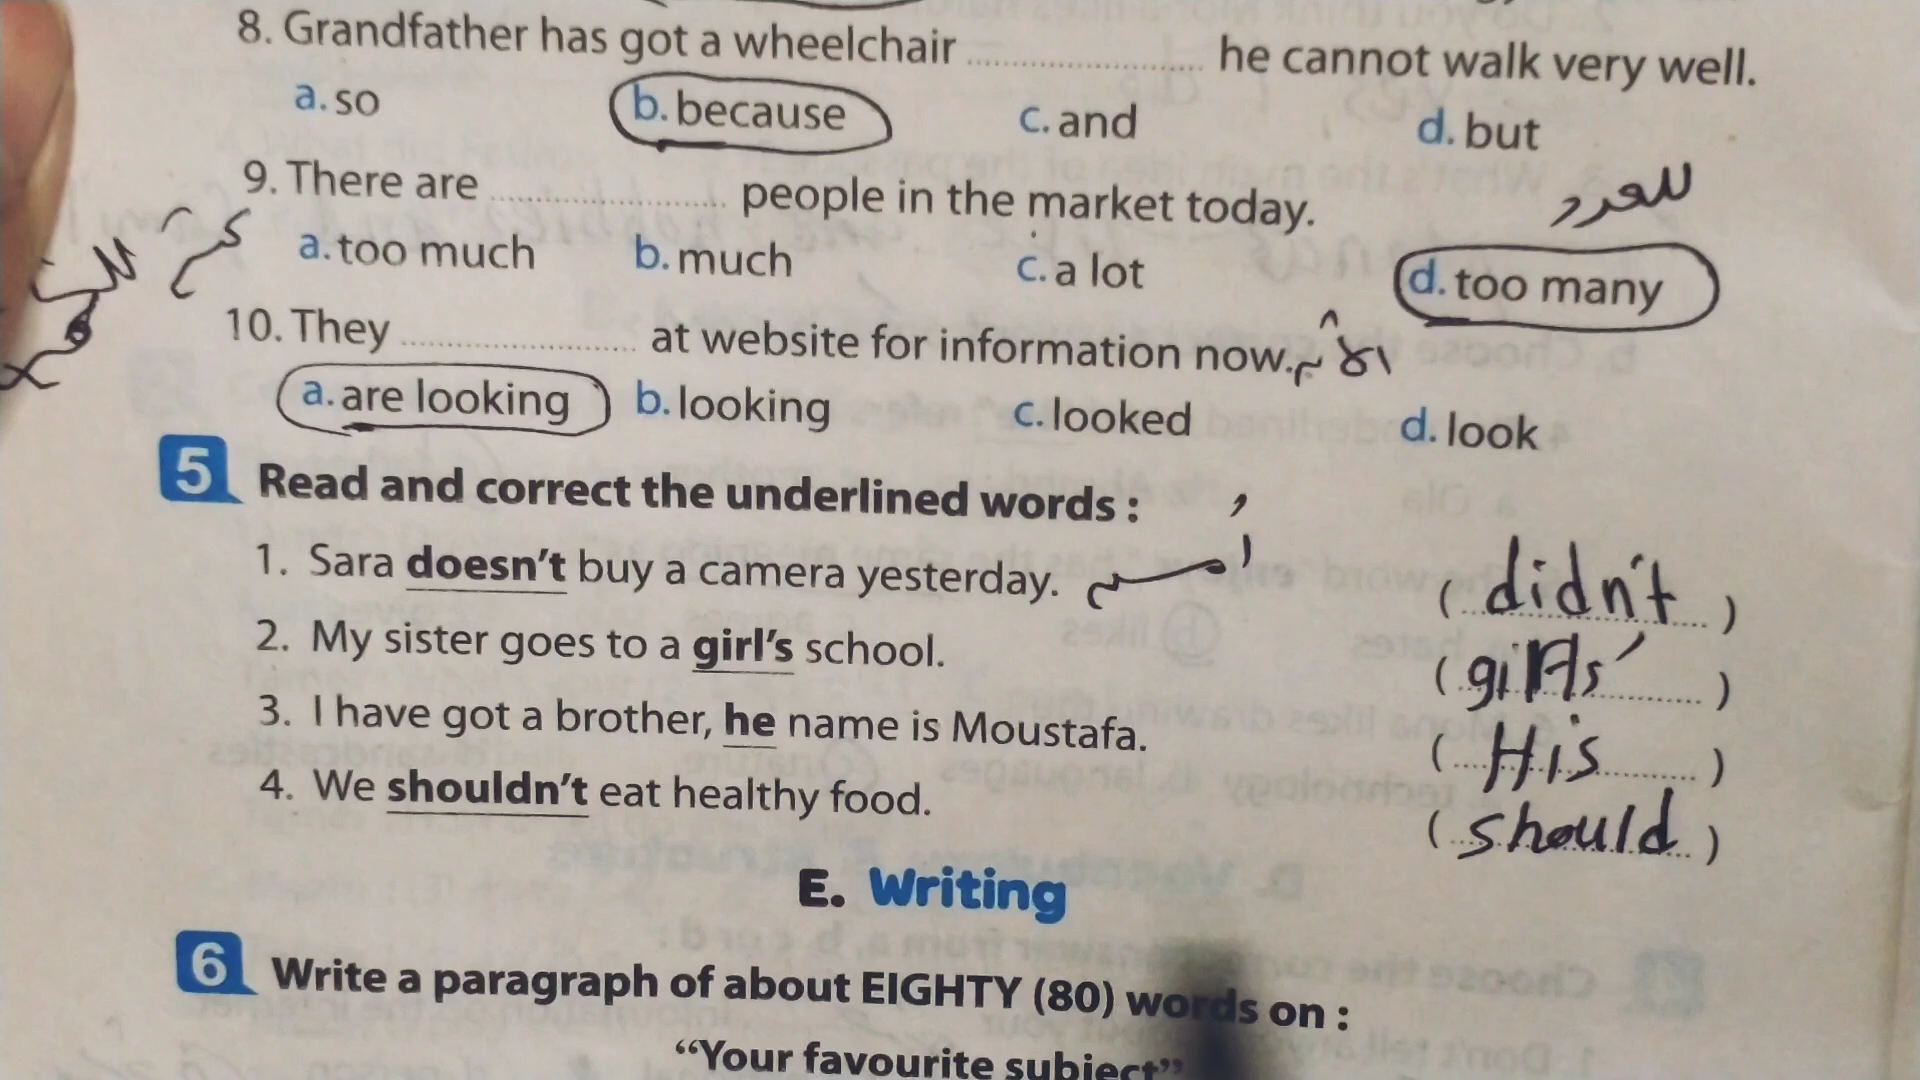 8. Grandfather has got a wheelchair .......................... he cannot walk very well.
a. so b. because c. and d. but
9. There are .......................... people in the market today.
للعدد
a. too much b. much c. a lot d. too many
10. They .......................... at website for information now. الآن
a. are looking b. looking c. looked d. look
5 Read and correct the underlined words :
1. Sara doesn't buy a camera yesterday. (didn't)
2. My sister goes to a girl's school. (girls')
3. I have got a brother, he name is Moustafa. (His)
4. We shouldn't eat healthy food. (should)
E. Writing
6 Write a paragraph of about EIGHTY (80) words on :
“Your favourite subject”